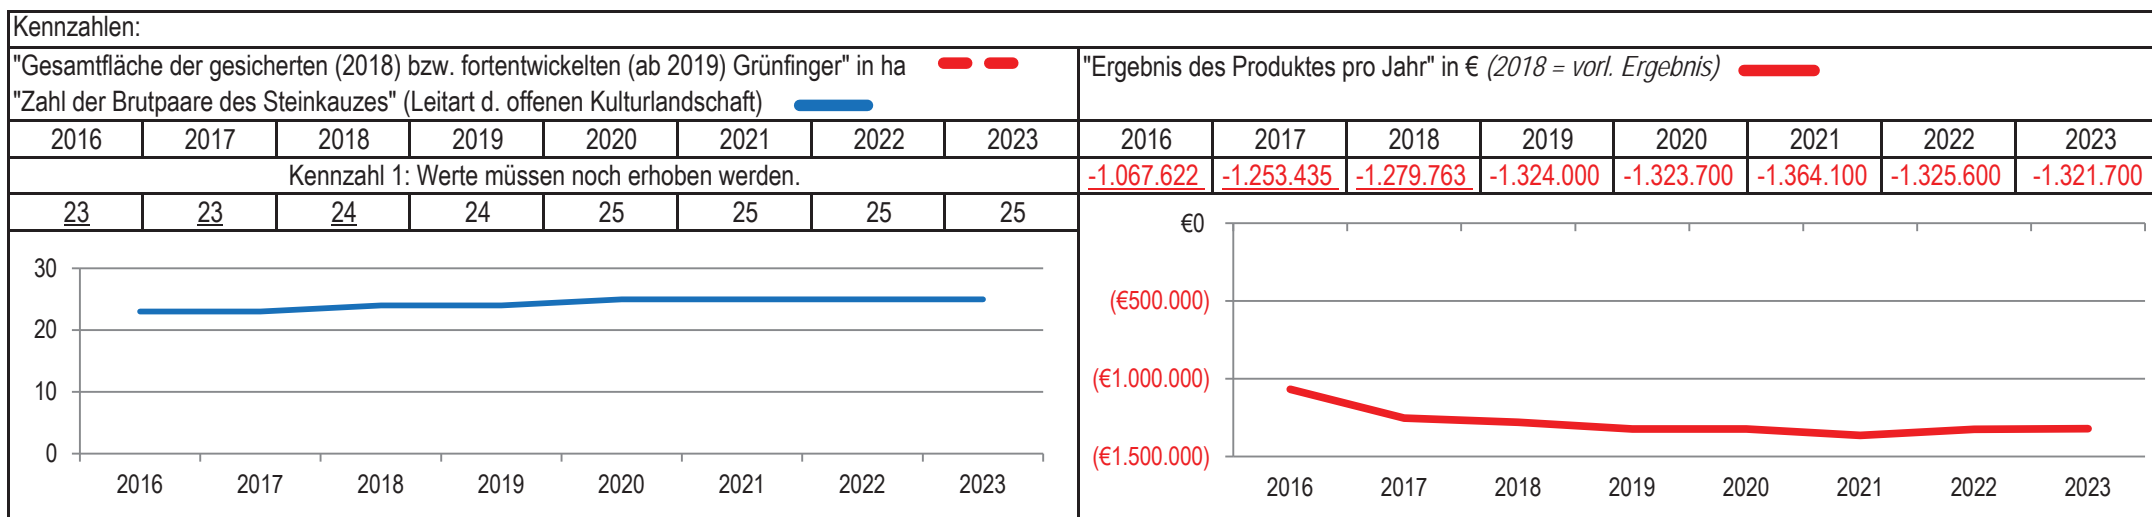 Kennzahlen:
"Gesamtfläche der gesicherten (2018) bzw. fortentwickelten (ab 2019) Grünfinger" in ha
"Zahl der Brutpaare des Steinkauzes" (Leitart d. offenen Kulturlandschaft)
2016 2017 2018 2019 2020 2021 2022 2023
Kennzahl 1: Werte müssen noch erhoben werden.
23 23 24 24 25 25 25 25
30
20
10
0
2016 2017 2018 2019 2020 2021 2022 2023
"Ergebnis des Produktes pro Jahr" in € (2018 = vorl. Ergebnis)
2016 2017 2018 2019 2020 2021 2022 2023
-1.067.622 -1.253.435 -1.279.763 -1.324.000 -1.323.700 -1.364.100 -1.325.600 -1.321.700
€0
(€500.000)
(€1.000.000)
(€1.500.000)
2016 2017 2018 2019 2020 2021 2022 2023